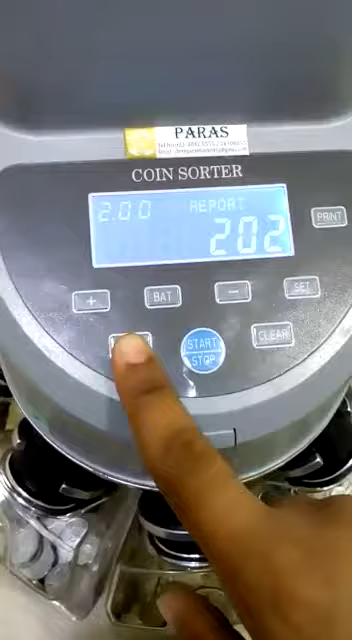 PARAS
COIN SORTER
2.00 REPORT
202
PRINT
+ BAT - SET
START
STOP
CLEAR